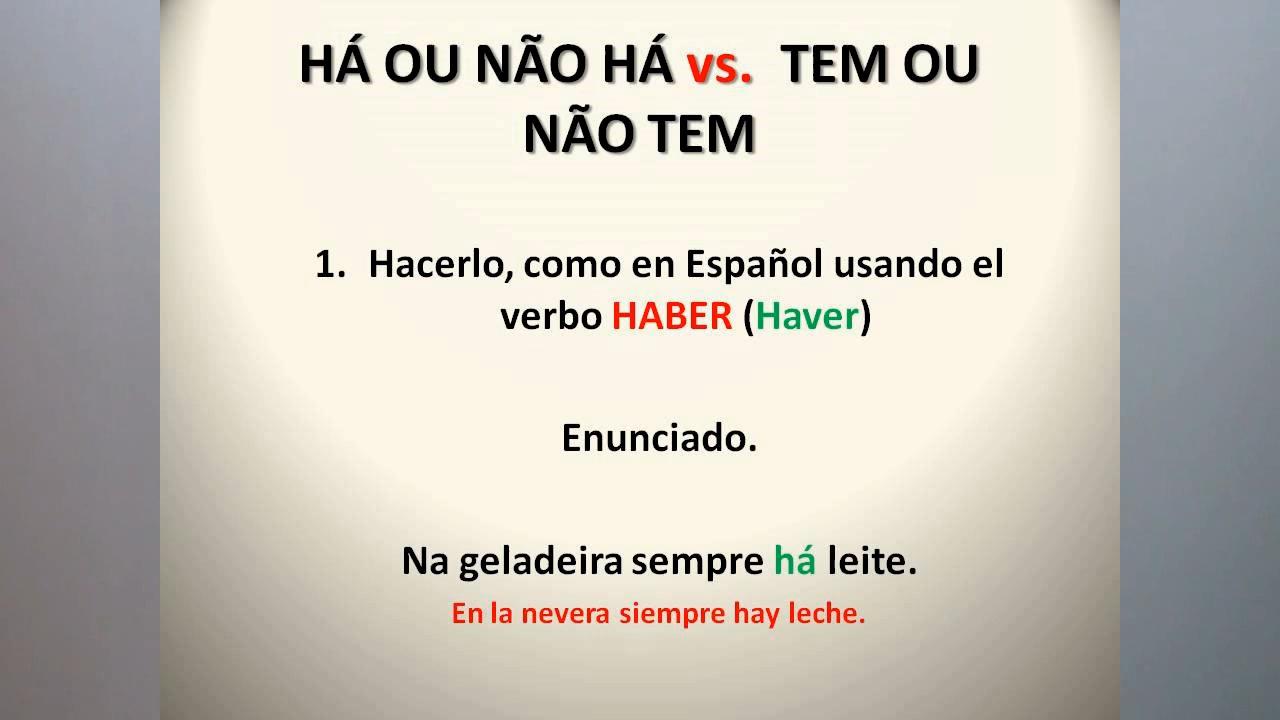 HÁ OU NÃO HÁ vs. TEM OU
NÃO TEM
1. Hacerlo, como en Español usando el
verbo HABER (Haver)
Enunciado.
Na geladeira sempre há leite.
En la nevera siempre hay leche.